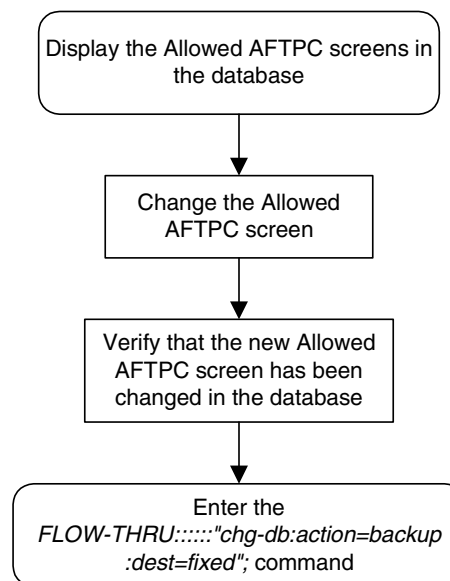 Display the Allowed AFTPC screens in
the database
Change the Allowed
AFTPC screen
Verify that the new Allowed
AFTPC screen has been
changed in the database
Enter the
FLOW-THRU::::::"chg-db:action=backup
:dest=fixed"; command